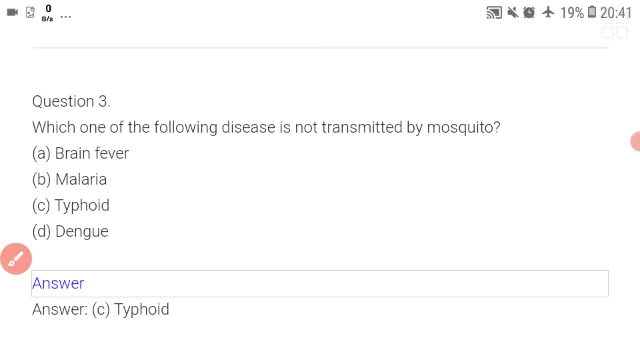 0
B/s ...
19% 20:41
Question 3.
Which one of the following disease is not transmitted by mosquito?
(a) Brain fever
(b) Malaria
(c) Typhoid
(d) Dengue
Answer
Answer: (c) Typhoid